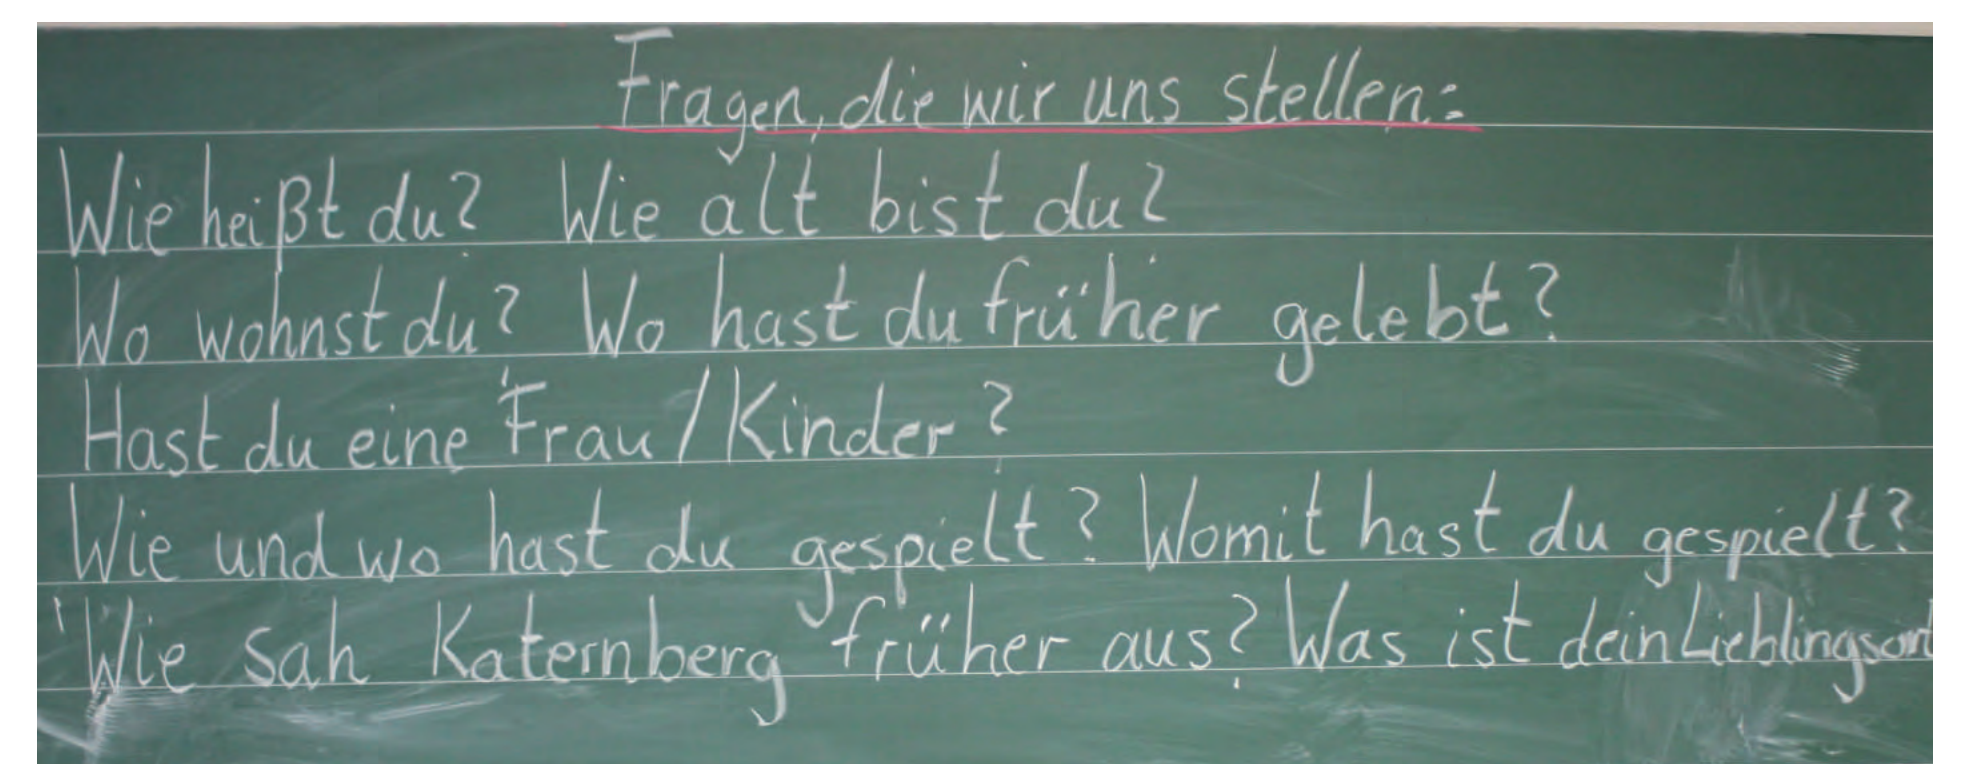 Fragen, die wir uns stellen:
Wie heißt du? Wie alt bist du?
Wo wohnst du? Wo hast du früher gelebt?
Hast du eine Frau / Kinder?
Wie und wo hast du gespielt? Womit hast du gespielt?
Wie sah Katernberg früher aus? Was ist dein Lieblingsort